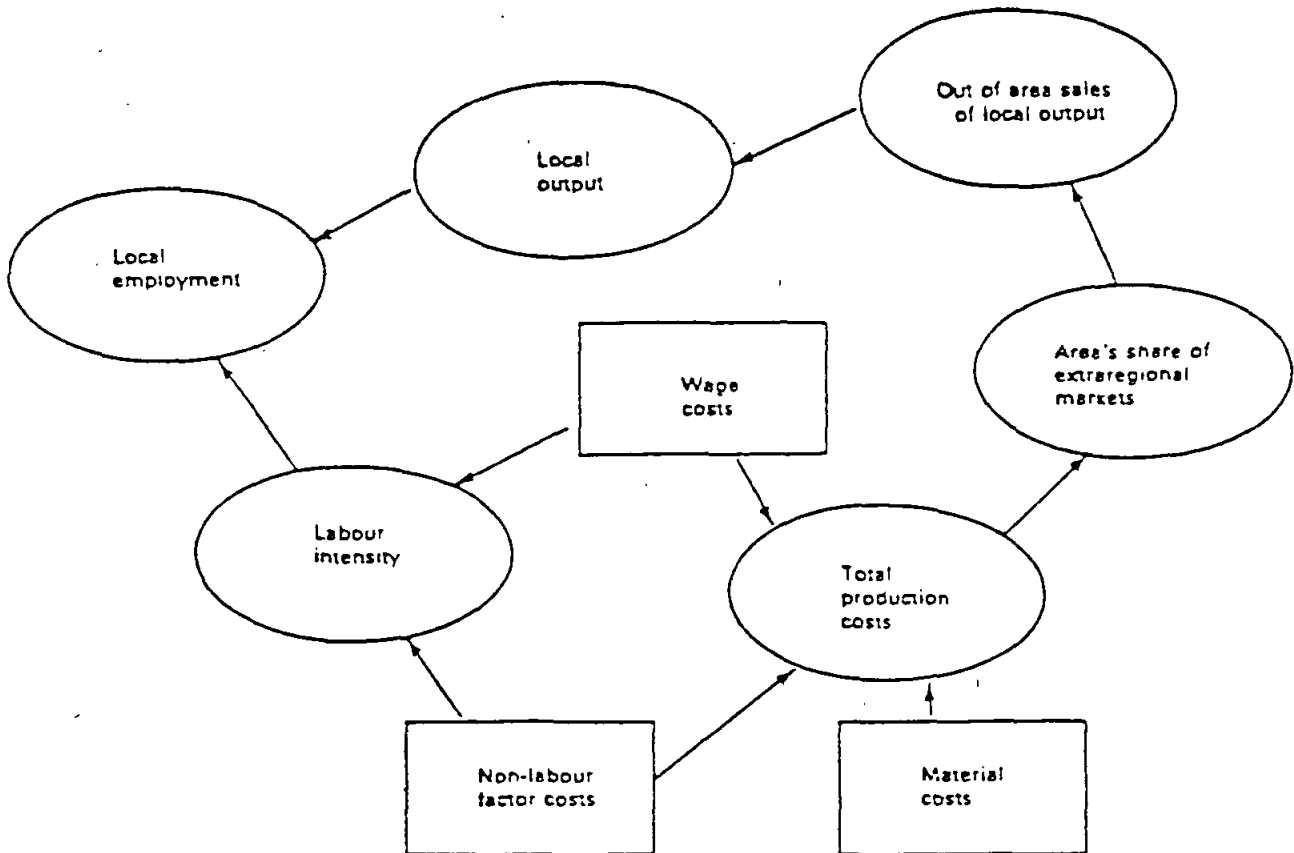 Out of area sales
of local output
Local
output
Local
employment
Wage
costs
Area's share of
extraregional
markets
Labour
intensity
Total
production
costs
Non-labour
factor costs
Material
costs